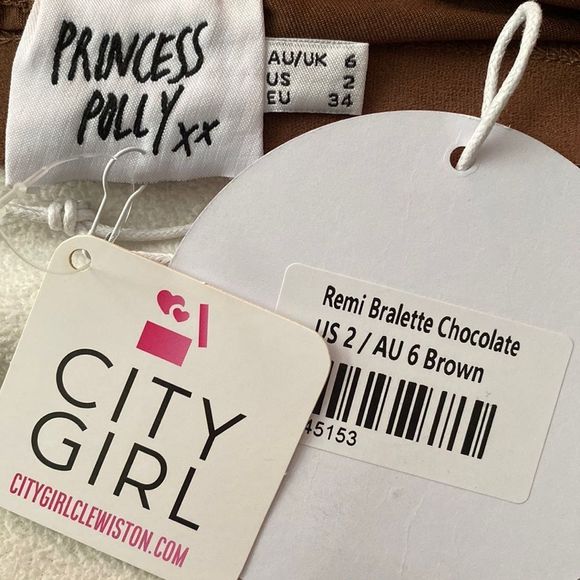 PRINCESS
POLLY xx
AU/UK 6
US 2
EU 34
Remi Bralette Chocolate
US 2 / AU 6 Brown
45153
CITY
GIRL
CITYGIRLCLEWISTON.COM